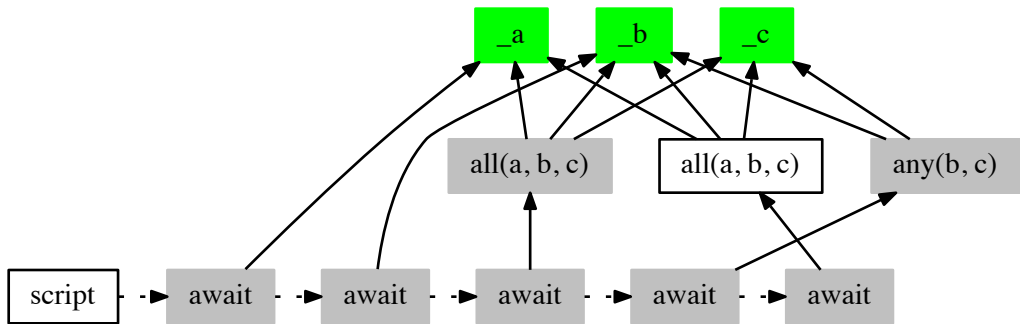 _a
_b
_c
all(a, b, c)
all(a, b, c)
any(b, c)
script
await
await
await
await
await